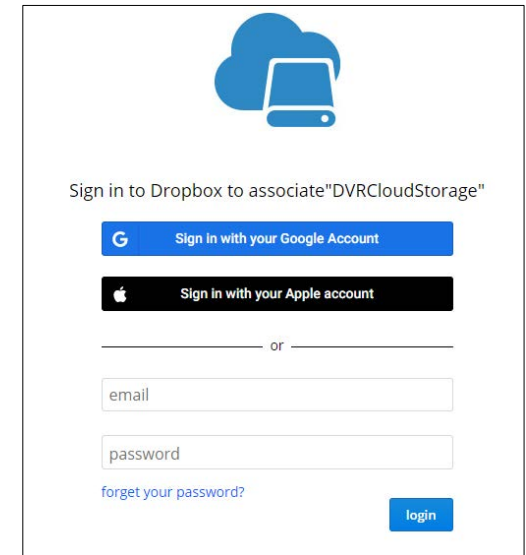 Sign in to Dropbox to associate"DVRCloudStorage"
G Sign in with your Google Account
Sign in with your Apple account
or
email
password
forget your password?
login